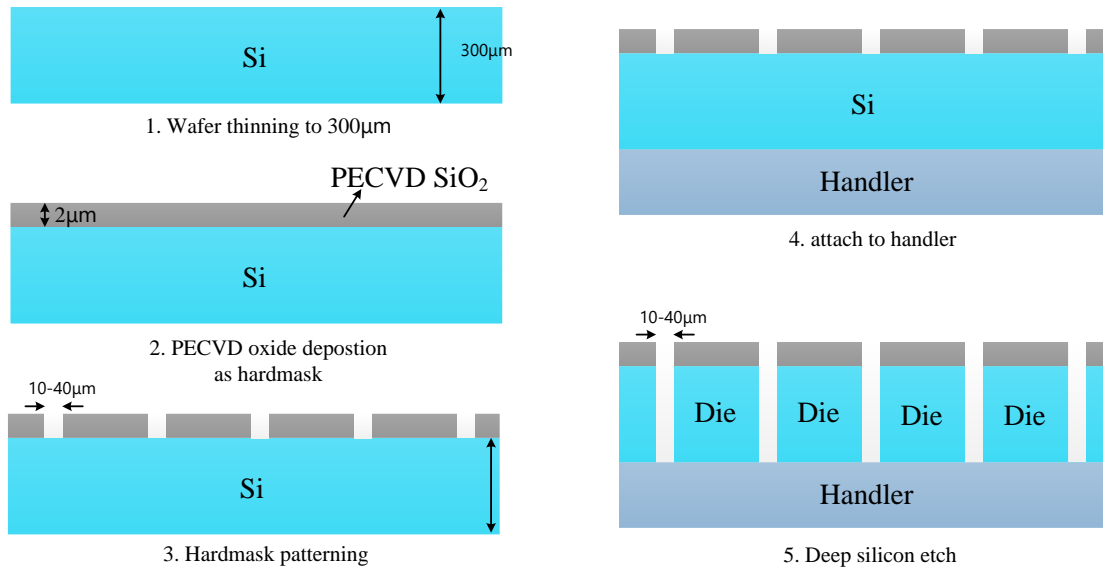 Si
300μm
1. Wafer thinning to 300μm
PECVD SiO₂
2μm
Si
2. PECVD oxide depostion
as hardmask
10-40μm
Si
3. Hardmask patterning
Si
Handler
4. attach to handler
10-40μm
Die Die Die Die
Handler
5. Deep silicon etch